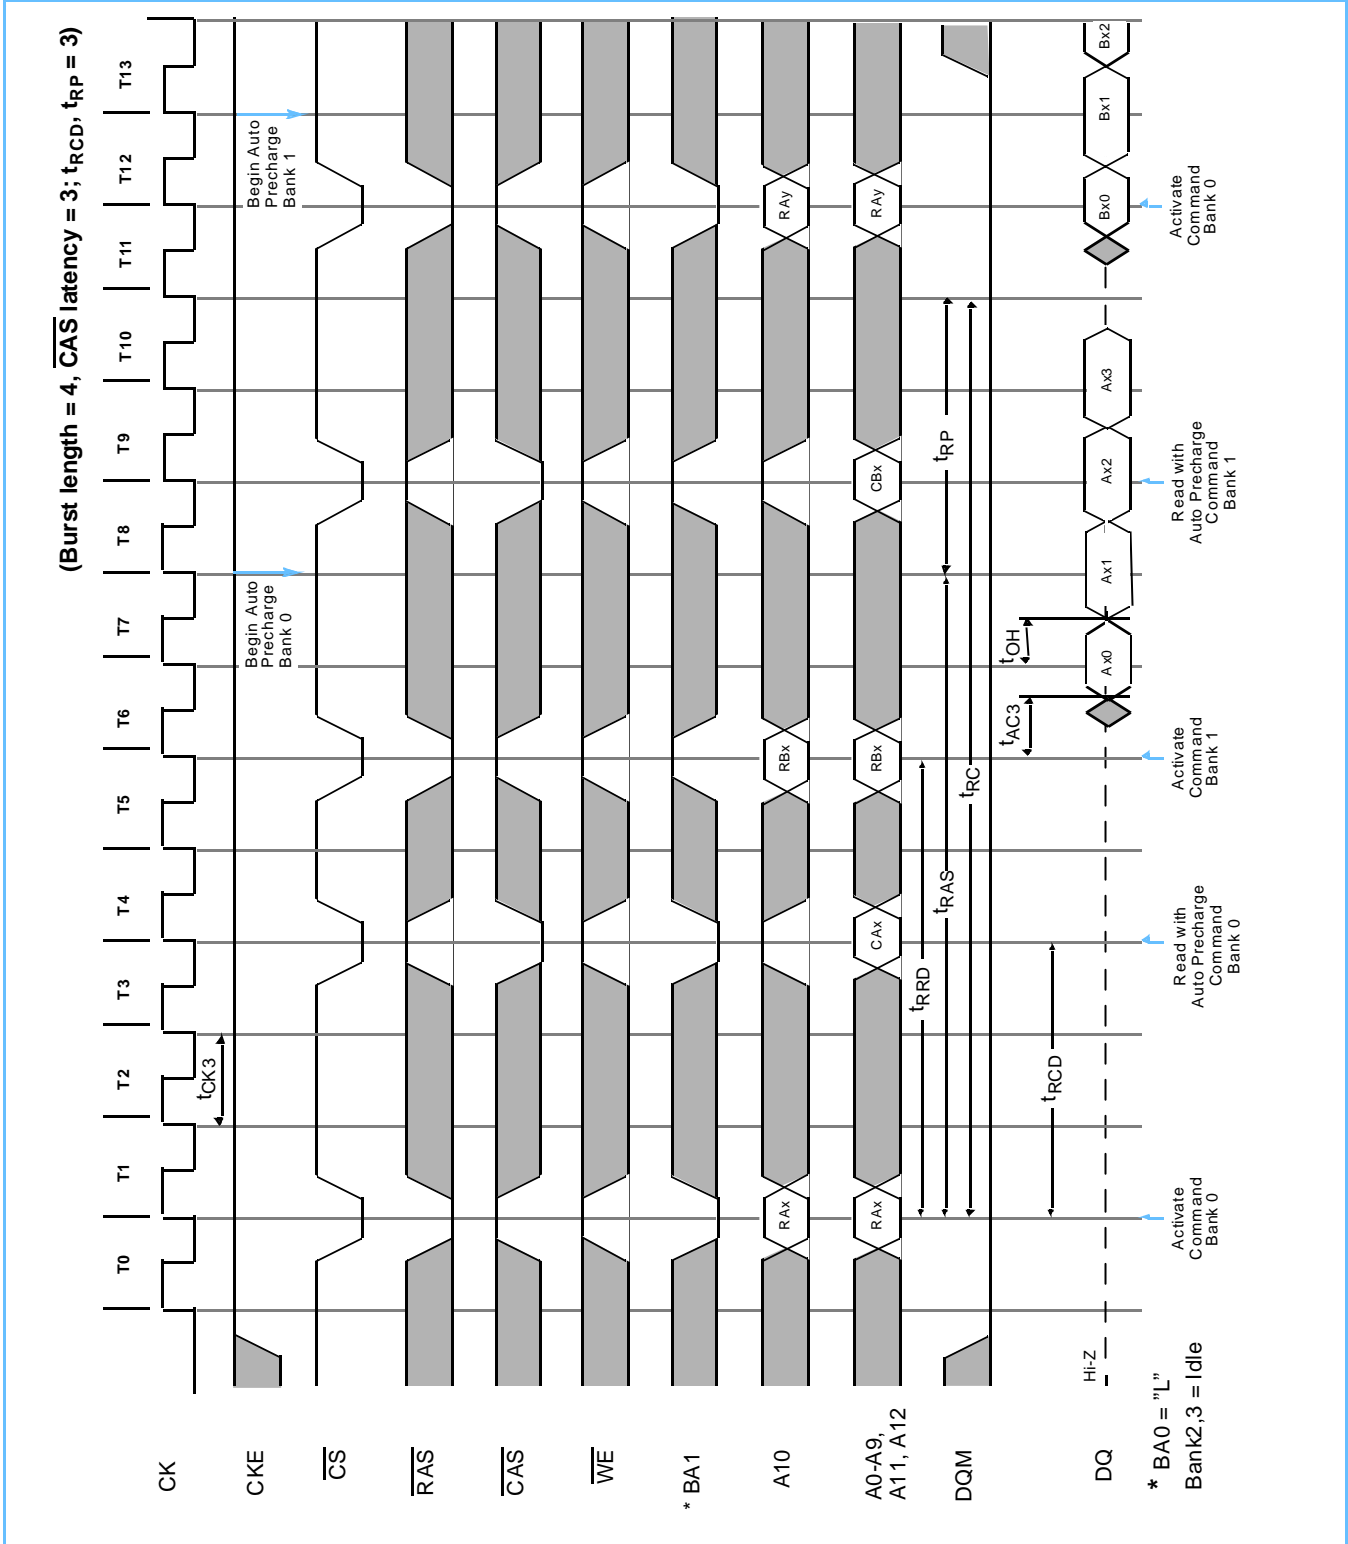 (Burst length = 4, CAS latency = 3; tRCD, tRP = 3)
T0 T1 T2 T3 T4 T5 T6 T7 T8 T9 T10 T11 T12 T13
CK
tCK3
CKE
Begin Auto
Precharge
Bank 0
Begin Auto
Precharge
Bank 1
CS
RAS
CAS
WE
* BA1
A10
RAx RBx RAy
A0-A9,
A11, A12
RAx CAx RBx CBx RAy
tRRD
tRAS
tRP
tRC
DQM
tRCD
tAC3
tOH
DQ
Hi-Z
Ax0 Ax1 Ax2 Ax3 Bx0 Bx1 Bx2
* BA0 = ”L”
Bank2,3 = Idle
Activate
Command
Bank 0
Read with
Auto Precharge
Command
Bank 0
Activate
Command
Bank 1
Read with
Auto Precharge
Command
Bank 1
Activate
Command
Bank 0